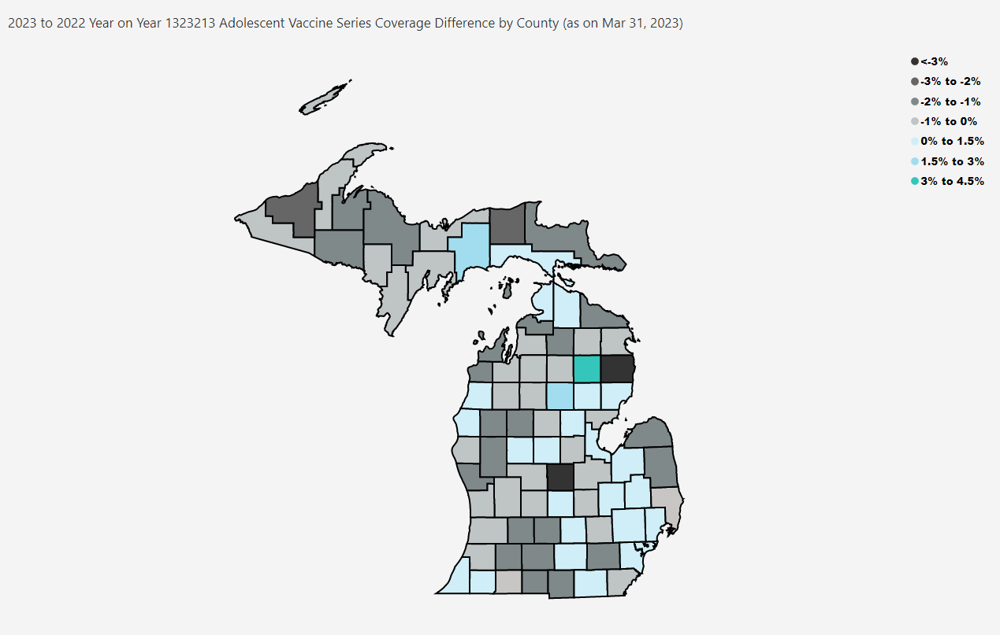 2023 to 2022 Year on Year 1323213 Adolescent Vaccine Series Coverage Difference by County (as on Mar 31, 2023)
<-3%
-3% to -2%
-2% to -1%
-1% to 0%
0% to 1.5%
1.5% to 3%
3% to 4.5%